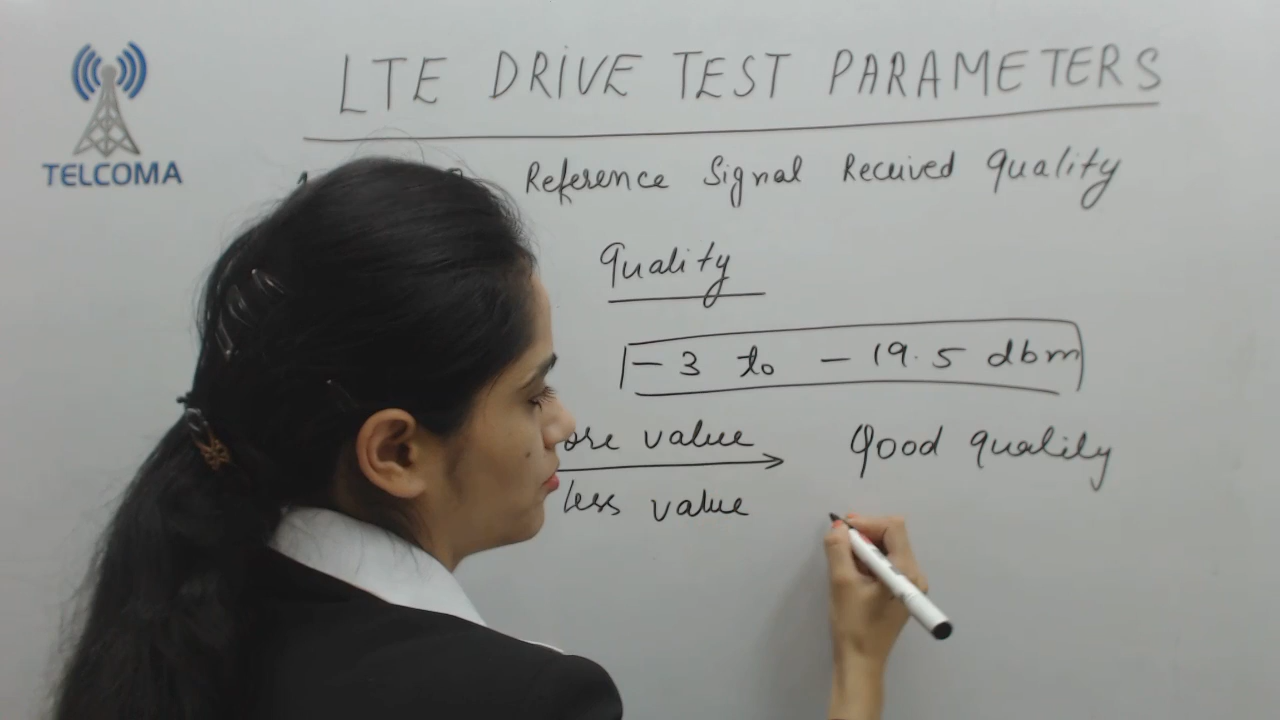 LTE DRIVE TEST PARAMETERS
TELCOMA
Reference Signal Received Quality
Quality
- 3 to - 19.5 dbm
value Good quality
less value